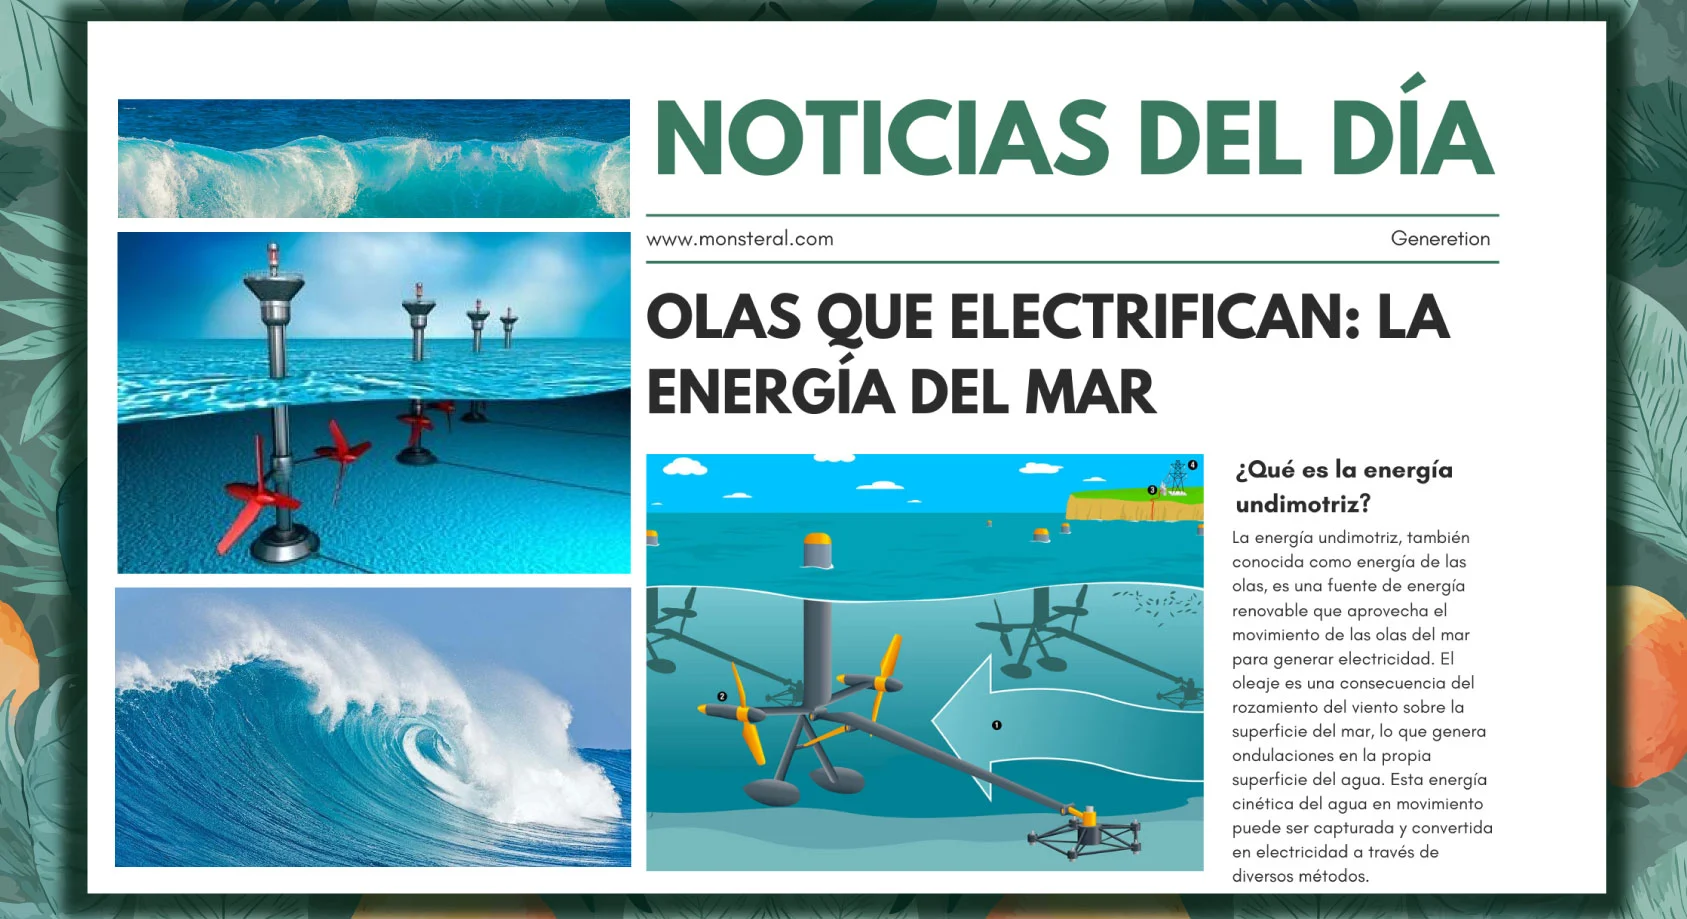 NOTICIAS DEL DÍA
www.monsteral.com
Generetion
OLAS QUE ELECTRIFICAN: LA
ENERGÍA DEL MAR
4
3
2
1
¿Qué es la energía
undimotriz?
La energía undimotriz, también
conocida como energía de las
olas, es una fuente de energía
renovable que aprovecha el
movimiento de las olas del mar
para generar electricidad. El
oleaje es una consecuencia del
rozamiento del viento sobre la
superficie del mar, lo que genera
ondulaciones en la propia
superficie del agua. Esta energía
cinética del agua en movimiento
puede ser capturada y convertida
en electricidad a través de
diversos métodos.